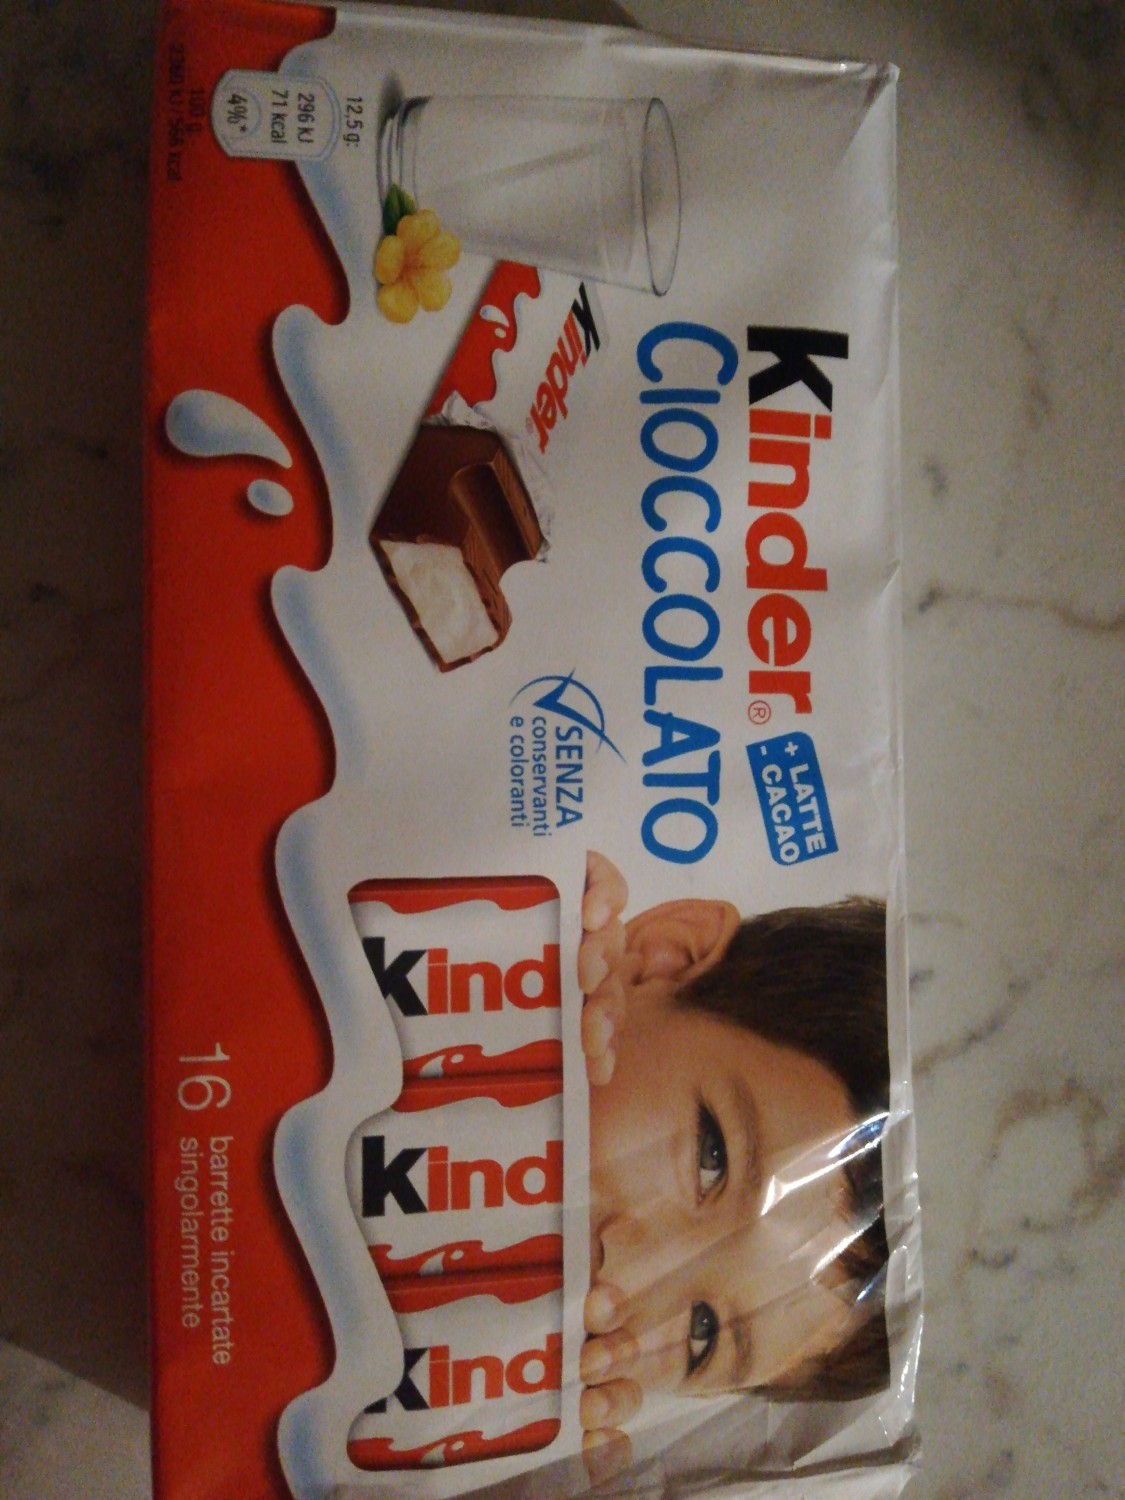 Kinder®
+ LATTE
- CACAO
CIOCCOLATO
Kinder
SENZA
conservanti
e coloranti
12,5 g:
296 kJ
71 kcal
4%*
100 g:
kind
kind
kind
16 barrette incartate
singolarmente